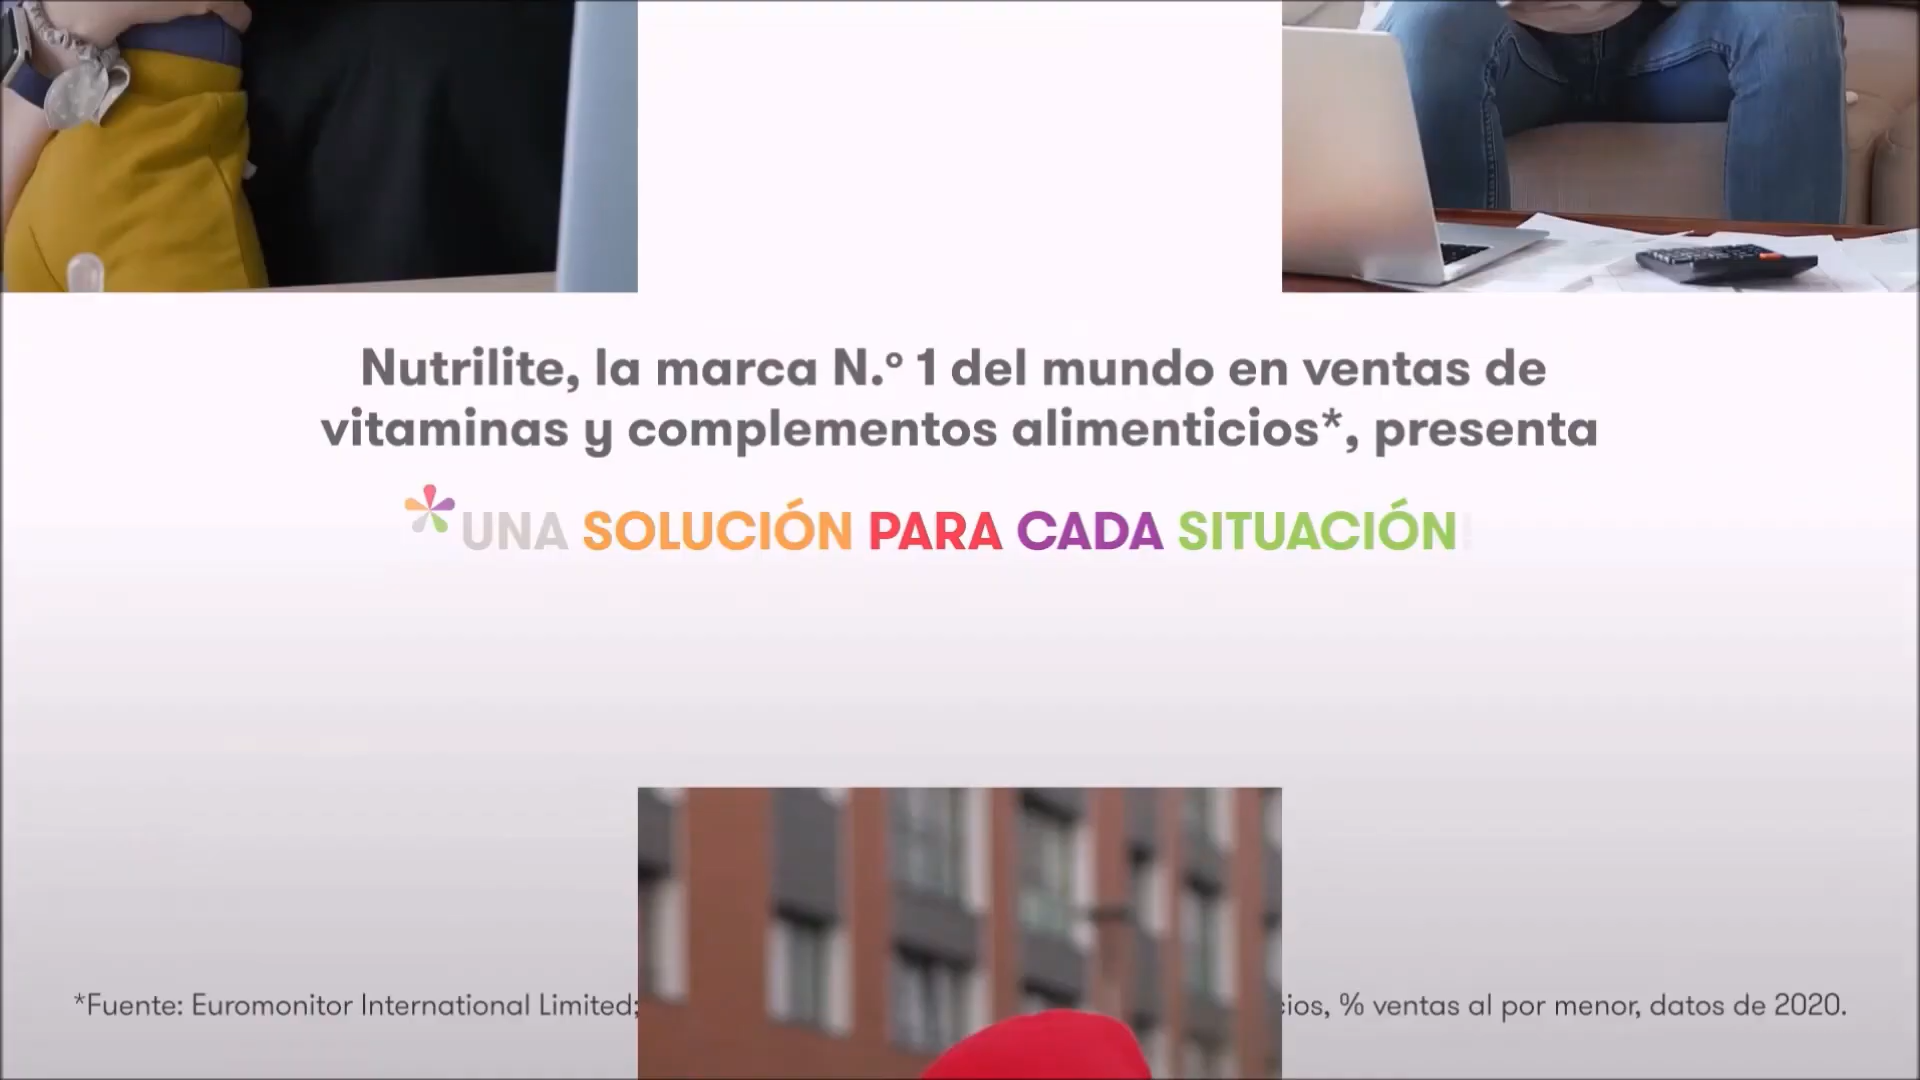 Nutrilite, la marca N.º 1 del mundo en ventas de
vitaminas y complementos alimenticios*, presenta
UNA SOLUCIÓN PARA CADA SITUACIÓN
*Fuente: Euromonitor International Limited; % ventas al por menor, datos de 2020.